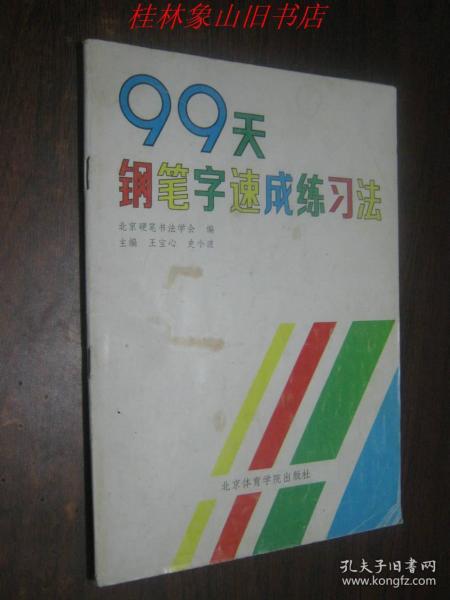 桂林象山旧书店
99天
钢笔字速成练习法
北京硬笔书法学会 编
主编 王宝心 史小波
北京体育学院出版社
孔夫子旧书网
www.kongfz.com